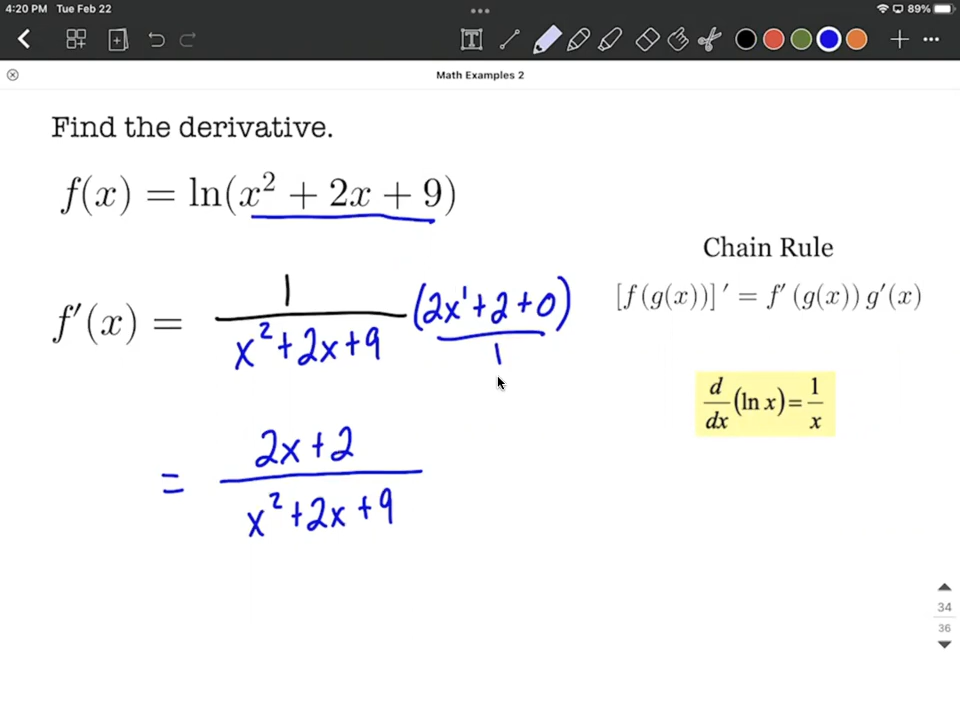 4:20 PM Tue Feb 22
89%
Math Examples 2
Find the derivative.
f(x) = ln(x² + 2x + 9)
Chain Rule
[f(g(x))]′ = f′(g(x)) g′(x)
f′(x) = 1/(x²+2x+9) (2x¹+2+0)/1
d/dx (ln x) = 1/x
= (2x+2)/(x²+2x+9)
34
36